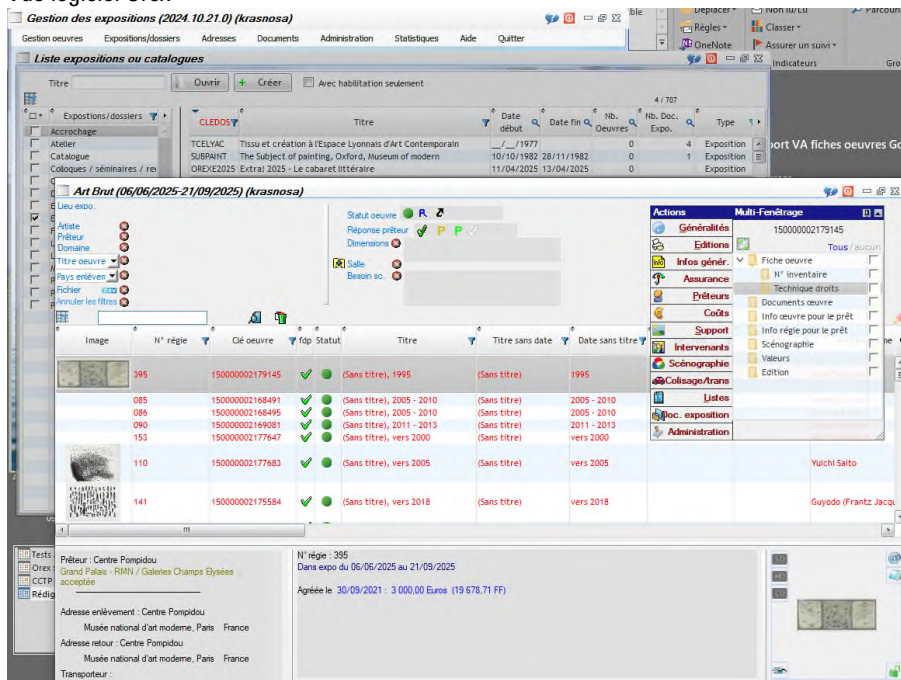 Gestion des expositions (2024.10.21.0) (krasnosa)
Gestion oeuvres Expositions/dossiers Adresses Documents Administration Statistiques Aide Quitter
Règles Classer
OneNote Assurer un suivi
Indicateurs
Liste expositions ou catalogues
Titre Ouvrir + Créer Avec habilitation seulement
4 / 707
Expostions/dossiers CLEDOS Titre Date début Date fin Nb. Oeuvres Nb. Doc. Expo. Type
Accrochage
Atelier TCELYAC Tissu et création à l'Espace Lyonnais d'Art Contemporain __/__/1977 0 4 Exposition
Catalogue SUBPAINT The Subject of painting, Oxford, Museum of modern 10/10/1982 28/11/1982 0 1 Exposition
Colloques / séminaires / re OREXE2025 Extra! 2025 - Le cabaret littéraire 11/04/2025 13/04/2025 0 Exposition
port VA fiches oeuvres
Art Brut (06/06/2025-21/09/2025) (krasnosa)
Lieu expo.
Artiste
Prêteur
Domaine
Titre oeuvre
Pays enlèven
Fichier
Annuler les filtres
Statut oeuvre R
Réponse prêteur P P
Dimensions
Salle
Besoin sc.
Actions
Généralités
Editions
Infos génér.
Assurance
Prêteurs
Coûts
Support
Intervenants
Scénographie
Colisage/trans
Listes
Doc. exposition
Administration
Multi-Fenêtrage
150000002179145
Tous / aucun
Fiche oeuvre
N° inventaire
Technique droits
Documents œuvre
Info œuvre pour le prêt
Info régie pour le prêt
Scénographie
Valeurs
Edition
Image N° régie Clé oeuvre fdp Statut Titre Titre sans date Date sans titre
395 150000002179145 (Sans titre), 1995 (Sans titre) 1995
085 150000002168491 (Sans titre), 2005 - 2010 (Sans titre) 2005 - 2010
086 150000002168495 (Sans titre), 2005 - 2010 (Sans titre) 2005 - 2010
090 150000002169081 (Sans titre), 2011 - 2013 (Sans titre) 2011 - 2013
153 150000002177647 (Sans titre), vers 2000 (Sans titre) vers 2000
110 150000002177683 (Sans titre), vers 2005 (Sans titre) vers 2005 Yuichi Saito
141 150000002175584 (Sans titre), vers 2018 (Sans titre) vers 2018 Guyodo (Frantz Jacqu
Tests
Orex
CCTP
Rédig
Prêteur : Centre Pompidou
Grand Palais - RMN / Galeries Champs Elysées
acceptée
Adresse enlèvement : Centre Pompidou
Musée national d'art moderne, Paris France
Adresse retour : Centre Pompidou
Musée national d'art moderne, Paris France
Transporteur :
N° régie : 395
Dans expo du 06/06/2025 au 21/09/2025
Agréée le 30/09/2021 : 3 000,00 Euros (19 678,71 FF)